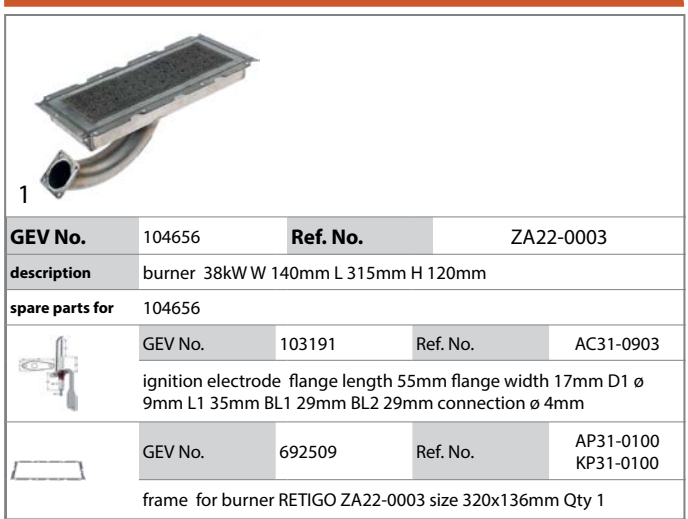 1
GEV No. 104656 Ref. No. ZA22-0003
description burner 38kW W 140mm L 315mm H 120mm
spare parts for 104656
GEV No. 103191 Ref. No. AC31-0903
ignition electrode flange length 55mm flange width 17mm D1 ø
9mm L1 35mm BL1 29mm BL2 29mm connection ø 4mm
GEV No. 692509 Ref. No. AP31-0100
KP31-0100
frame for burner RETIGO ZA22-0003 size 320x136mm Qty 1